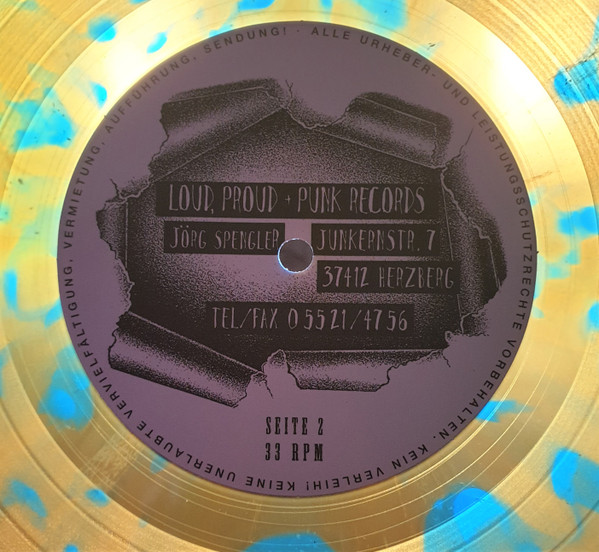 ALLE URHEBER- UND LEISTUNGSSCHUTZRECHTE VORBEHALTEN. KEIN VERLEIH! KEINE UNERLAUBTE VERVIELFÄLTIGUNG, VERMIETUNG, AUFFÜHRUNG, SENDUNG! ·
LOUD, PROUD + PUNK RECORDS
JÖRG SPENGLER JUNKERNSTR. 7
37412 HERZBERG
TEL/FAX 0 55 21/47 56
SEITE 2
33 RPM